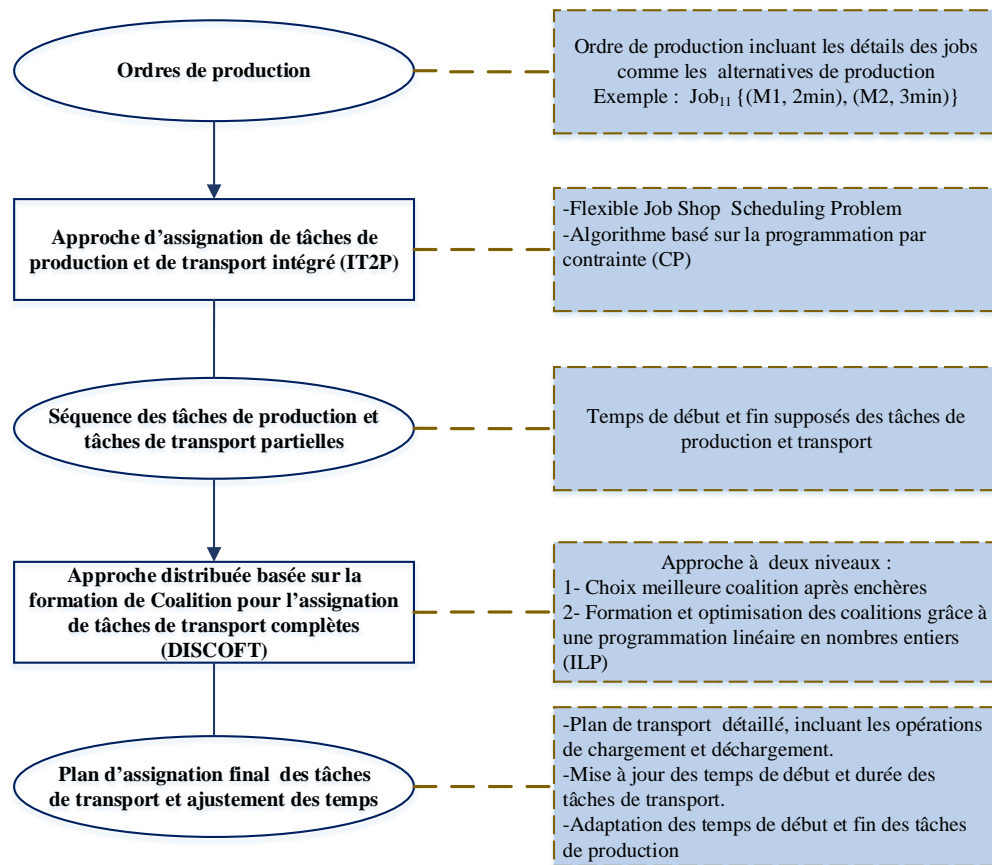 Ordres de production
Ordre de production incluant les détails des jobs
comme les alternatives de production
Exemple : Job₁₁ {(M1, 2min), (M2, 3min)}
Approche d’assignation de tâches de
production et de transport intégré (IT2P)
-Flexible Job Shop Scheduling Problem
-Algorithme basé sur la programmation par
contrainte (CP)
Séquence des tâches de production et
tâches de transport partielles
Temps de début et fin supposés des tâches de
production et transport
Approche distribuée basée sur la
formation de Coalition pour l’assignation
de tâches de transport complètes
(DISCOFT)
Approche à deux niveaux :
1- Choix meilleure coalition après enchères
2- Formation et optimisation des coalitions grâce à
une programmation linéaire en nombres entiers
(ILP)
Plan d’assignation final des tâches
de transport et ajustement des temps
-Plan de transport détaillé, incluant les opérations
de chargement et déchargement.
-Mise à jour des temps de début et durée des
tâches de transport.
-Adaptation des temps de début et fin des tâches
de production